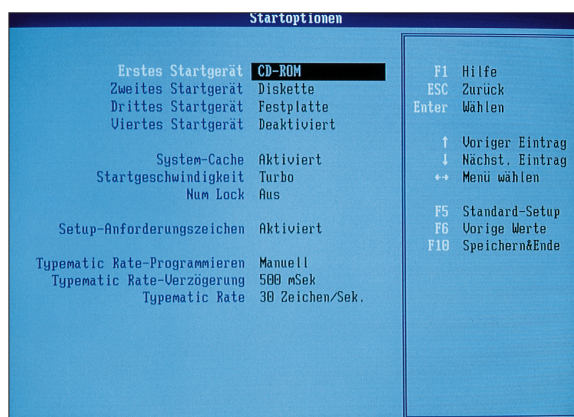 Startoptionen
Erstes Startgerät CD-ROM
Zweites Startgerät Diskette
Drittes Startgerät Festplatte
Viertes Startgerät Deaktiviert
System-Cache Aktiviert
Startgeschwindigkeit Turbo
Num Lock Aus
Setup-Anforderungszeichen Aktiviert
Typematic Rate-Programmieren Manuell
Typematic Rate-Verzögerung 500 mSek
Typematic Rate 30 Zeichen/Sek.
F1 Hilfe
ESC Zurück
Enter Wählen
↑ Voriger Eintrag
↓ Nächst. Eintrag
↔ Menü wählen
F5 Standard-Setup
F6 Vorige Werte
F10 Speichern&Ende